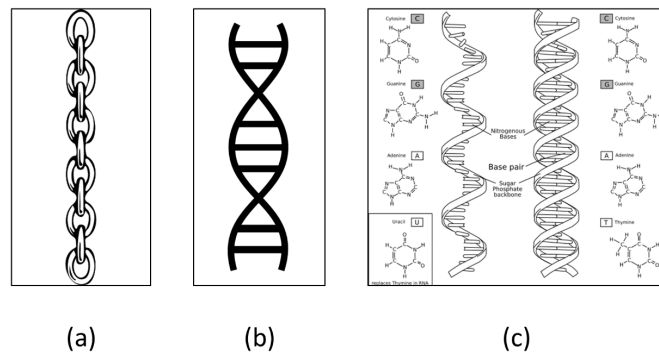 Cytosine C
NH₂
Guanine G
Adenine A
Uracil U
replaces Thymine in RNA
Nitrogenous
Bases
Base pair
Sugar
Phosphate
backbone
Cytosine C
Guanine G
Adenine A
Thymine T
(a)
(b)
(c)